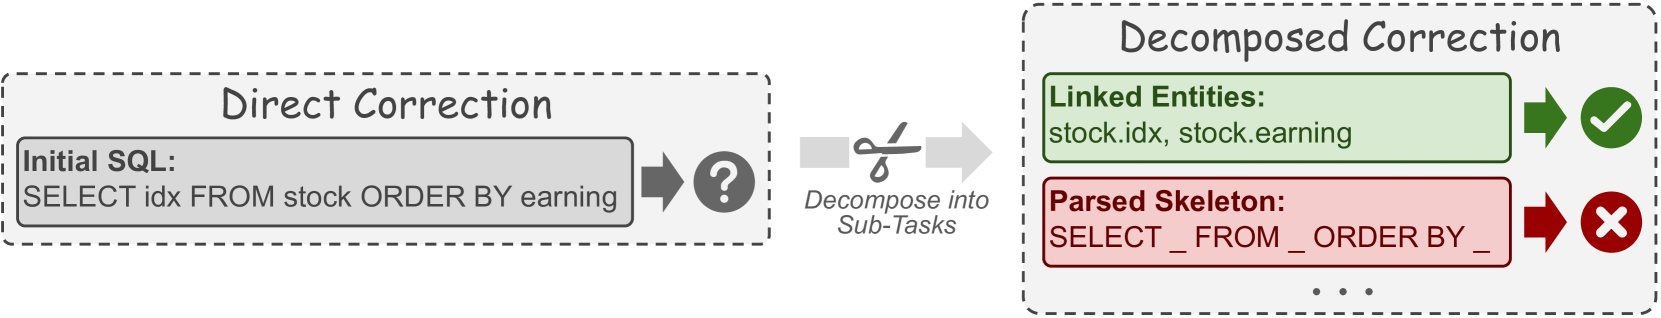 Direct Correction
Initial SQL:
SELECT idx FROM stock ORDER BY earning
?
Decompose into
Sub-Tasks
Decomposed Correction
Linked Entities:
stock.idx, stock.earning
Parsed Skeleton:
SELECT _ FROM _ ORDER BY _
. . .